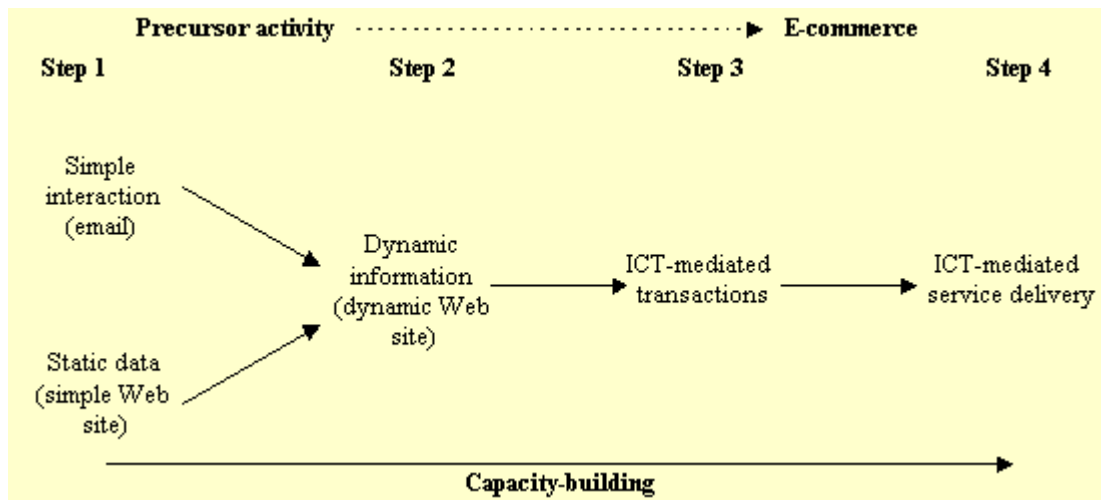 Precursor activity
E-commerce
Step 1
Step 2
Step 3
Step 4
Simple
interaction
(email)
Static data
(simple Web
site)
Dynamic
information
(dynamic Web
site)
ICT-mediated
transactions
ICT-mediated
service delivery
Capacity-building